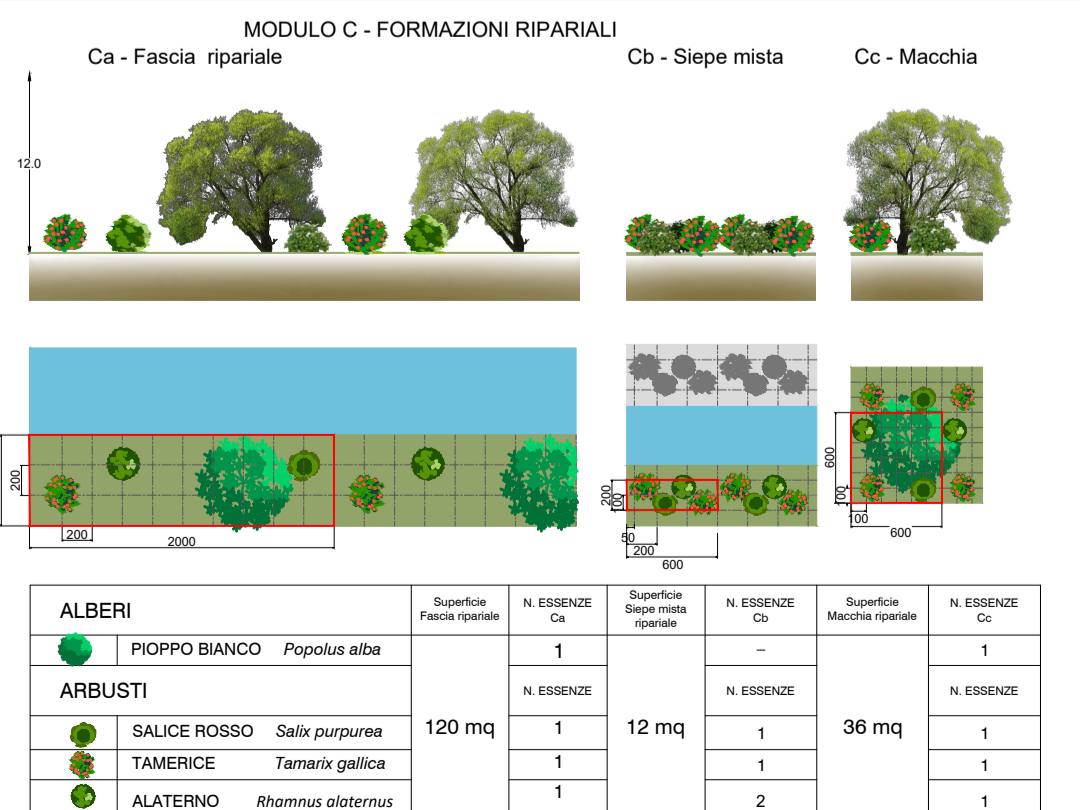 MODULO C - FORMAZIONI RIPARIALI
Ca - Fascia ripariale
Cb - Siepe mista
Cc - Macchia
12.0
200
200
2000
200
100
50
200
600
600
100
100
600
ALBERI
Superficie
Fascia ripariale
N. ESSENZE
Ca
Superficie
Siepe mista
ripariale
N. ESSENZE
Cb
Superficie
Macchia ripariale
N. ESSENZE
Cc
PIOPPO BIANCO Popolus alba 1 – 1
ARBUSTI N. ESSENZE N. ESSENZE N. ESSENZE
120 mq 12 mq 36 mq
SALICE ROSSO Salix purpurea 1 1 1
TAMERICE Tamarix gallica 1 1 1
ALATERNO Rhamnus alaternus 1 2 1